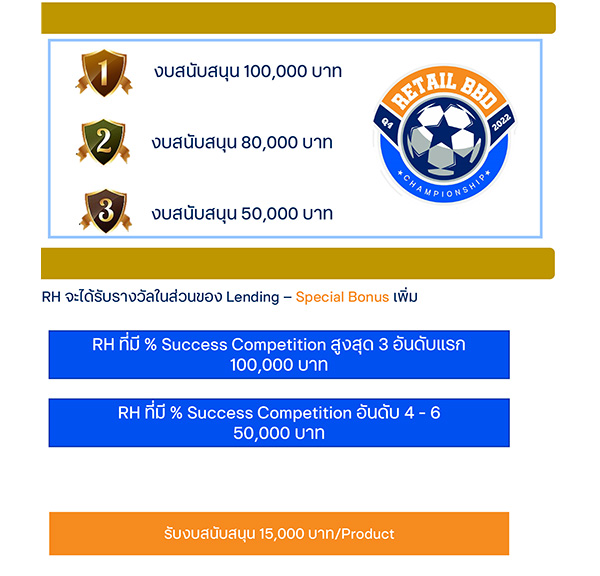 1
งบสนับสนุน 100,000 บาท
2
งบสนับสนุน 80,000 บาท
3
งบสนับสนุน 50,000 บาท
RETAIL BBD
Q4
2022
CHAMPIONSHIP
RH จะได้รับรางวัลในส่วนของ Lending – Special Bonus เพิ่ม
RH ที่มี % Success Competition สูงสุด 3 อันดับแรก
100,000 บาท
RH ที่มี % Success Competition อันดับ 4 - 6
50,000 บาท
รับงบสนับสนุน 15,000 บาท/Product